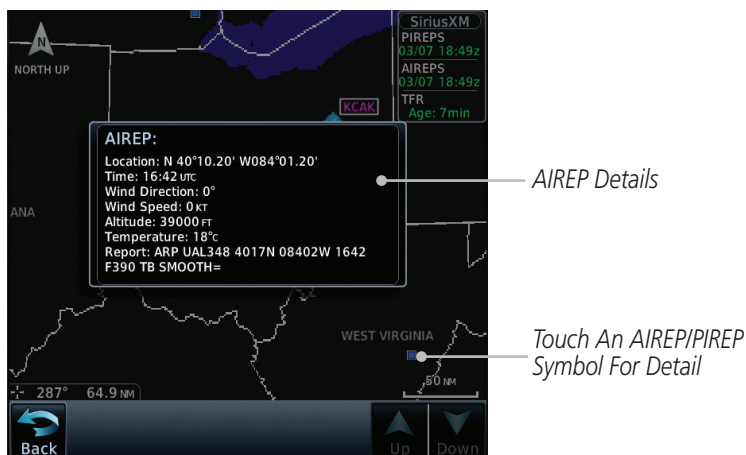 SiriusXM
PIREPS
03/07 18:49z
AIREPS
03/07 18:49z
TFR
Age: 7min
N
NORTH UP
KCAK
AIREP:
Location: N 40°10.20' W084°01.20'
Time: 16:42 UTC
Wind Direction: 0°
Wind Speed: 0 KT
Altitude: 39000 FT
Temperature: 18°C
Report: ARP UAL348 4017N 08402W 1642
F390 TB SMOOTH=
AIREP Details
ANA
WEST VIRGINIA
Touch An AIREP/PIREP
Symbol For Detail
287° 64.9 NM
50 NM
Back
Up
Down